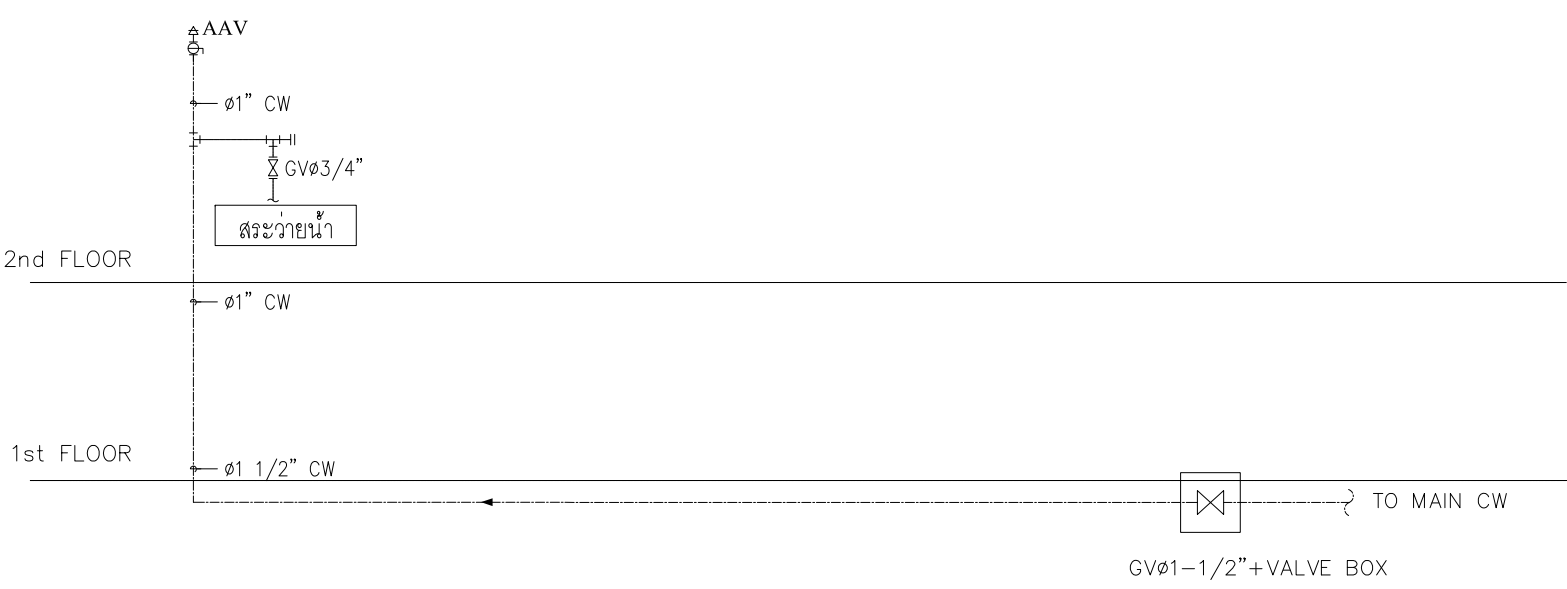 AAV
ø1” CW
GVø3/4”
สระว่ายน้ำ
2nd FLOOR
ø1” CW
1st FLOOR
ø1 1/2” CW
TO MAIN CW
GVø1-1/2”+VALVE BOX